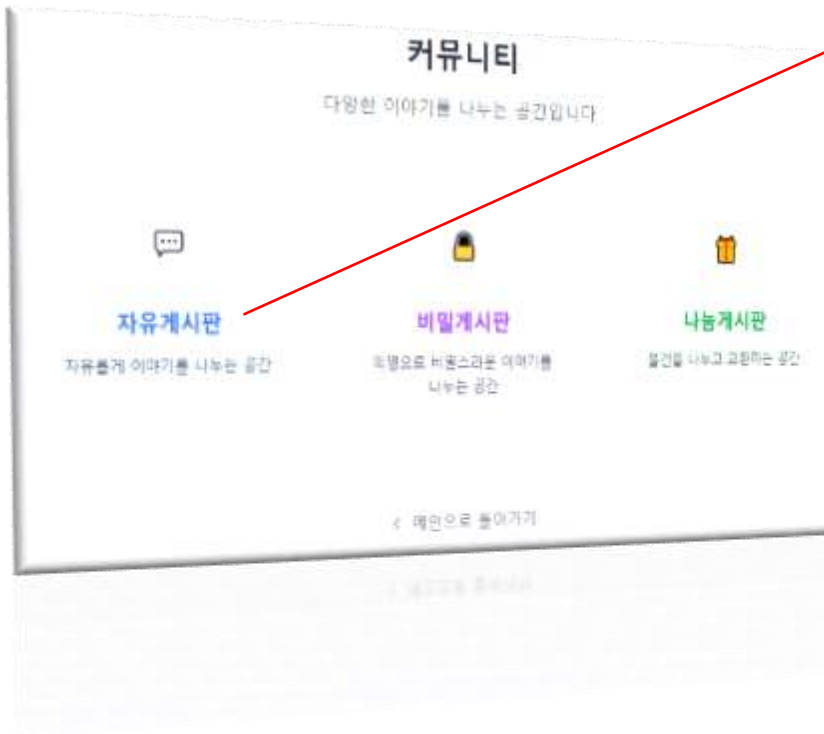 커뮤니티
다양한 이야기를 나누는 공간입니다
자유게시판
자유롭게 이야기를 나누는 공간
비밀게시판
익명으로 비밀스러운 이야기를
나누는 공간
나눔게시판
물건을 나누고 교환하는 공간
< 메인으로 돌아가기